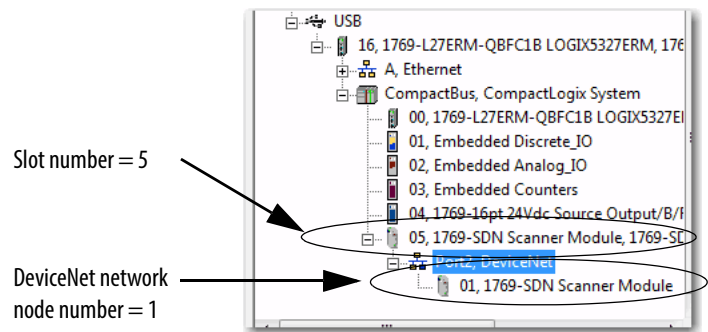 USB
16, 1769-L27ERM-QBFC1B LOGIX5327ERM, 176
A, Ethernet
CompactBus, CompactLogix System
00, 1769-L27ERM-QBFC1B LOGIX5327E
01, Embedded Discrete_IO
Slot number = 5
02, Embedded Analog_IO
03, Embedded Counters
04, 1769-16pt 24Vdc Source Output/B/
05, 1769-SDN Scanner Module, 1769-SD
Port2, DeviceNet
DeviceNet network
node number = 1
01, 1769-SDN Scanner Module